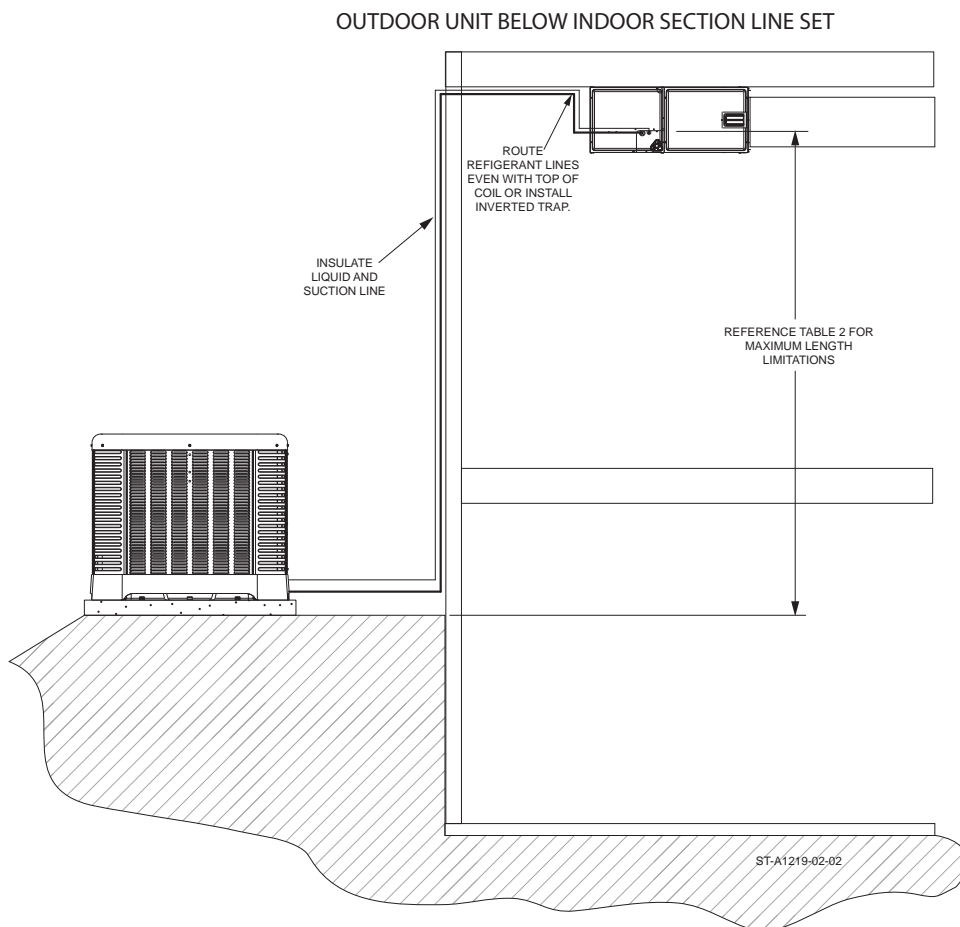 OUTDOOR UNIT BELOW INDOOR SECTION LINE SET
ROUTE
REFIGERANT LINES
EVEN WITH TOP OF
COIL OR INSTALL
INVERTED TRAP.
INSULATE
LIQUID AND
SUCTION LINE
REFERENCE TABLE 2 FOR
MAXIMUM LENGTH
LIMITATIONS
ST-A1219-02-02